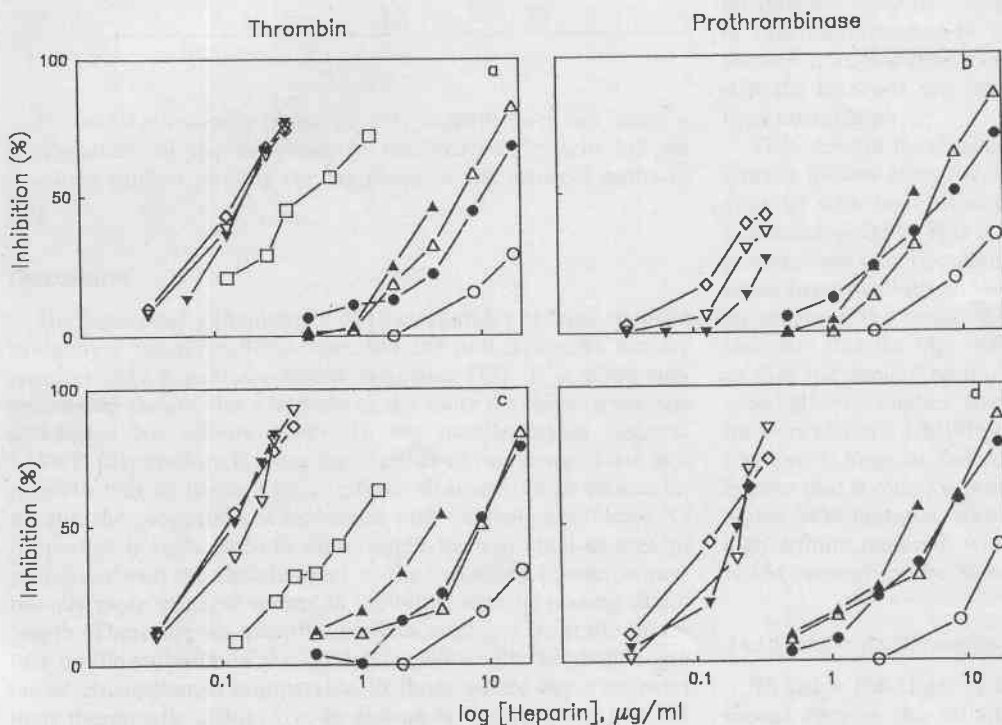 Thrombin
Prothrombinase
100
50
0
Inhibition (%)
a
b
100
50
0
Inhibition (%)
c
d
0.1
1
10
0.1
1
10
log [Heparin], µg/ml